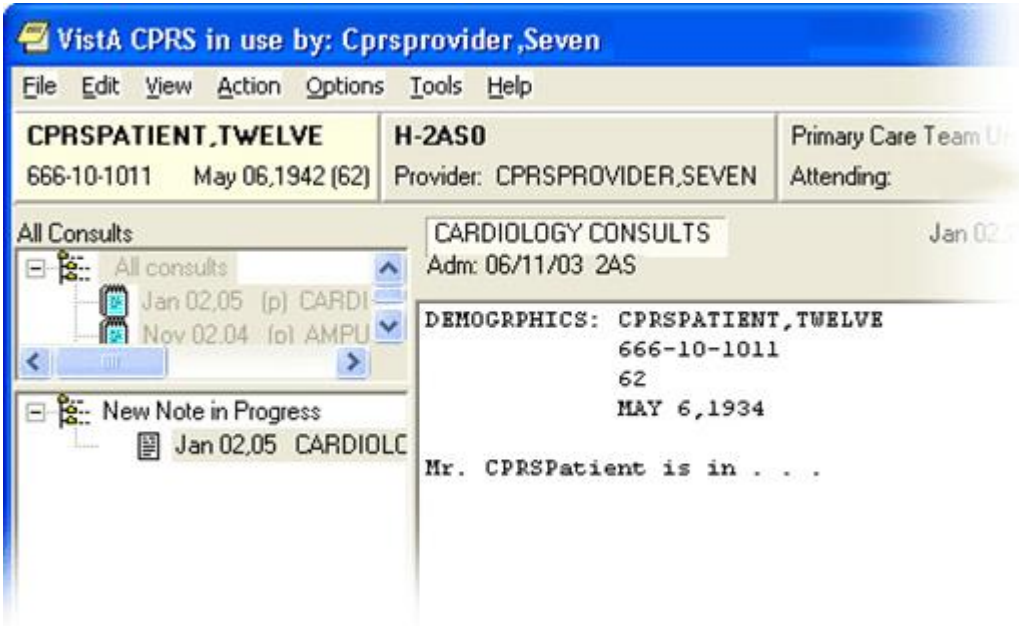 VistA CPRS in use by: Cprsprovider,Seven
File Edit View Action Options Tools Help
CPRSPATIENT,TWELVE
666-10-1011 May 06,1942 (62)
H-2AS0
Provider: CPRSPROVIDER,SEVEN
Primary Care Team
Attending:
All Consults
All consults
Jan 02,05 (p) CARDI
Nov 02.04 (p) AMPU
New Note in Progress
Jan 02,05 CARDIOLC
CARDIOLOGY CONSULTS Jan 02
Adm: 06/11/03 2AS
DEMOGRPHICS: CPRSPATIENT,TWELVE
666-10-1011
62
MAY 6,1934
Mr. CPRSPatient is in . . .